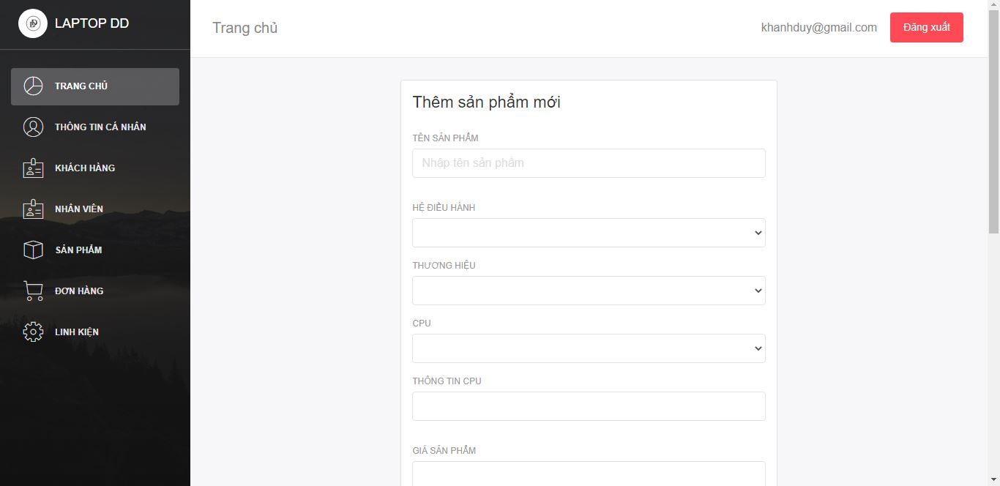 LAPTOP DD
Trang chủ
khanhduy@gmail.com
Đăng xuất
TRANG CHỦ
THÔNG TIN CÁ NHÂN
KHÁCH HÀNG
NHÂN VIÊN
SẢN PHẨM
ĐƠN HÀNG
LINH KIỆN
Thêm sản phẩm mới
TÊN SẢN PHẨM
Nhập tên sản phẩm
HỆ ĐIỀU HÀNH
THƯƠNG HIỆU
CPU
THÔNG TIN CPU
GIÁ SẢN PHẨM